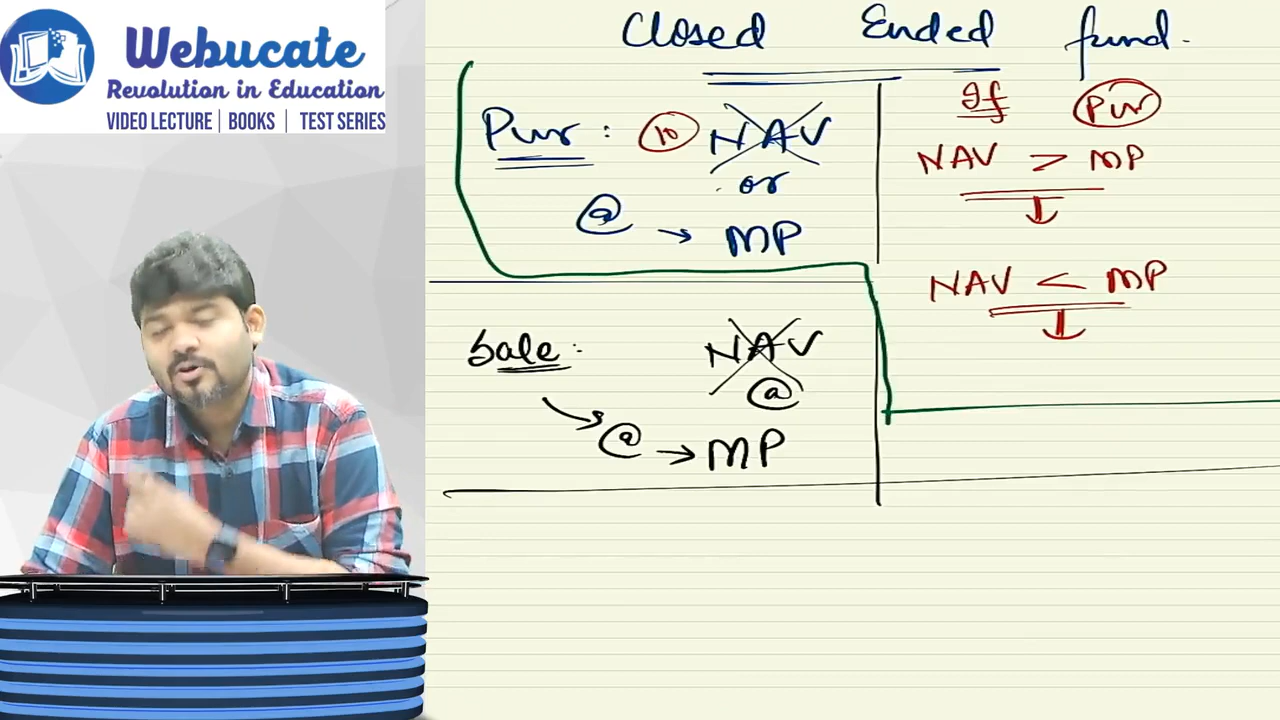 Webucate
Revolution in Education
VIDEO LECTURE | BOOKS | TEST SERIES
Closed Ended fund.
Pur : 10 NAV
or
@ → MP
Sale :
NAV
@
@ → MP
If Pur
NAV > MP
NAV < MP